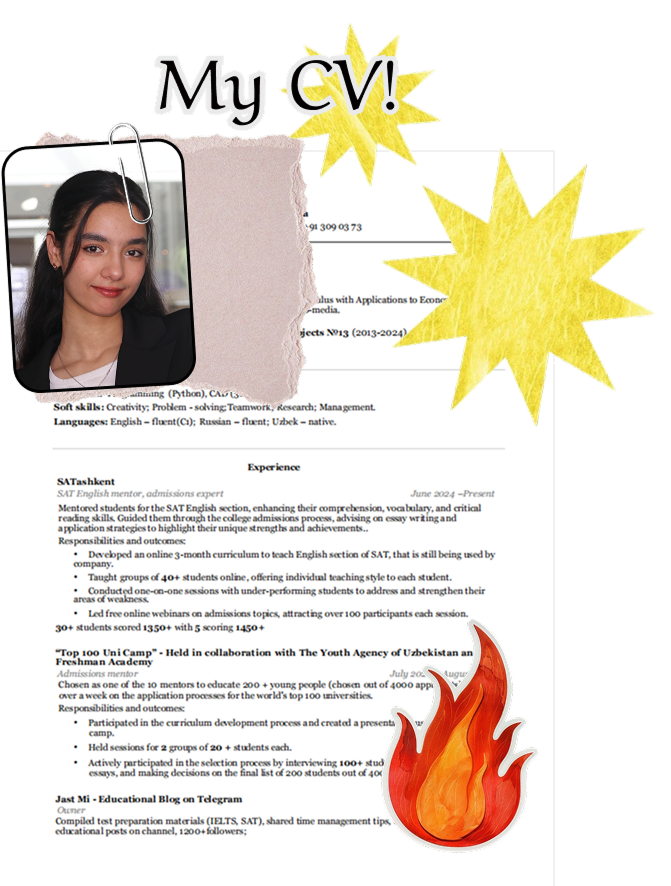 My CV!
91 309 03 73
with Applications to
-media.
№13 (2013-2024)
(Python),
Soft skills: Creativity; Problem - solving; Teamwork; Research; Management.
Languages: English – fluent(C1); Russian – fluent; Uzbek – native.
Experience
SATashkent
SAT English mentor, admissions expert June 2024 –Present
Mentored students for the SAT English section, enhancing their comprehension, vocabulary, and critical
reading skills. Guided them through the college admissions process, advising on essay writing and
application strategies to highlight their unique strengths and achievements..
Responsibilities and outcomes:
• Developed an online 3-month curriculum to teach English section of SAT, that is still being used by
company.
• Taught groups of 40+ students online, offering individual teaching style to each student.
• Conducted one-on-one sessions with under-performing students to address and strengthen their
areas of weakness.
• Led free online webinars on admissions topics, attracting over 100 participants each session.
30+ students scored 1350+ with 5 scoring 1450+
"Top 100 Uni Camp" - Held in collaboration with The Youth Agency of Uzbekistan an
Freshman Academy
Admissions mentor July
Chosen as one of the 10 mentors to educate 200 + young people (chosen out of 4000
over a week on the application processes for the world's top 100 universities.
Responsibilities and outcomes:
• Participated in the curriculum development process and created a
camp.
• Held sessions for 2 groups of 20 + students each.
• Actively participated in the selection process by interviewing 100+
essays, and making decisions on the final list of 200 students out of
Jast Mi - Educational Blog on Telegram
Owner
Compiled test preparation materials (IELTS, SAT), shared time management tips,
educational posts on channel, 1200+followers;